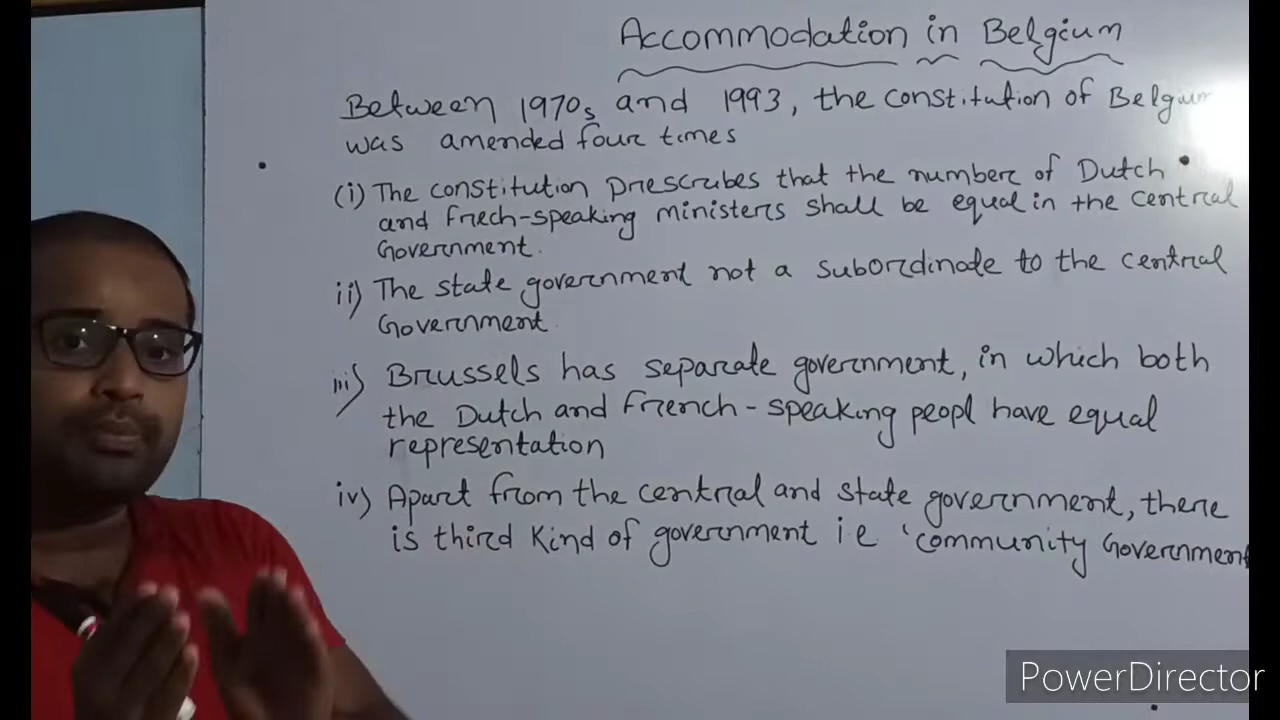 Accommodation in Belgium
Between 1970s and 1993, the constitution of Belgium
was amended four times
(i) The constitution prescribes that the number of Dutch
and Frech-speaking ministers shall be equal in the central
Government.
ii) The state government not a subordinate to the central
Government
iii) Brussels has separate government, in which both
the Dutch and French-speaking peopl have equal
representation
iv) Apart from the central and state government, there
is third kind of government i e 'community Government
PowerDirector